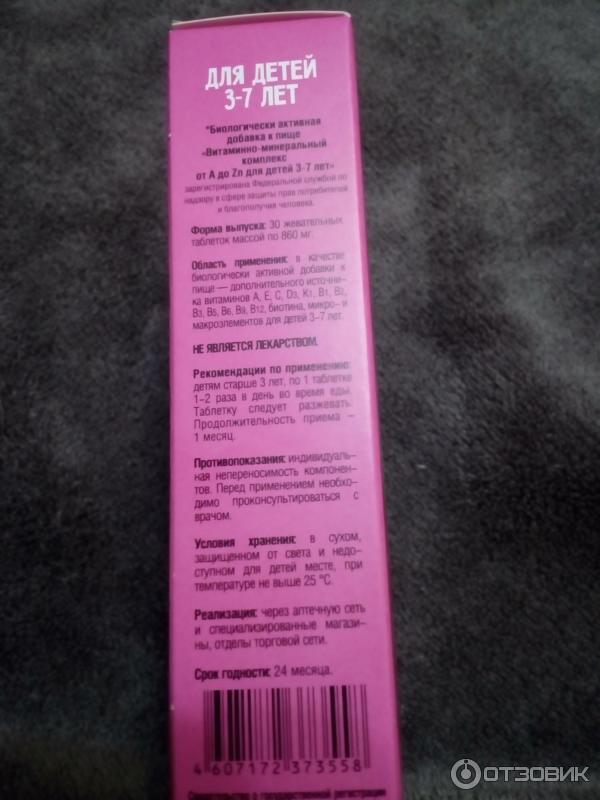 ДЛЯ ДЕТЕЙ
3-7 ЛЕТ
"Биологически активная
добавка к пище
«Витаминно-минеральный
комплекс
от А до Zn для детей 3-7 лет»
зарегистрирована Федеральной службой по
надзору в сфере защиты прав потребителей
и благополучия человека.
Форма выпуска: 30 жевательных
таблеток массой по 860 мг.
Область применения: в качестве
биологически активной добавки к
пище — дополнительного источни-
ка витаминов А, Е, С, D3, K1, B1, B2,
B3, B5, B6, B9, B12, биотина, микро- и
макроэлементов для детей 3–7 лет.
НЕ ЯВЛЯЕТСЯ ЛЕКАРСТВОМ.
Рекомендации по применению:
детям старше 3 лет, по 1 таблетке
1–2 раза в день во время еды.
Таблетку следует разжевать.
Продолжительность приема –
1 месяц.
Противопоказания: индивидуаль-
ная непереносимость компонен-
тов. Перед применением необхо-
димо проконсультироваться с
врачом.
Условия хранения: в сухом,
защищенном от света и недо-
ступном для детей месте, при
температуре не выше 25 °С.
Реализация: через аптечную сеть
и специализированные магази-
ны, отделы торговой сети.
Срок годности: 24 месяца.
4 607172 373558
Свидетельство о государственной регистрации
ОТЗОВИК